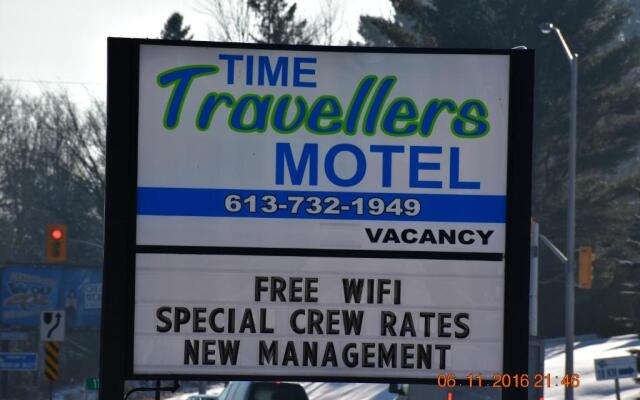 TIME
Travellers
MOTEL
613-732-1949
VACANCY
FREE WIFI
SPECIAL CREW RATES
NEW MANAGEMENT
06.11.2016 21:46